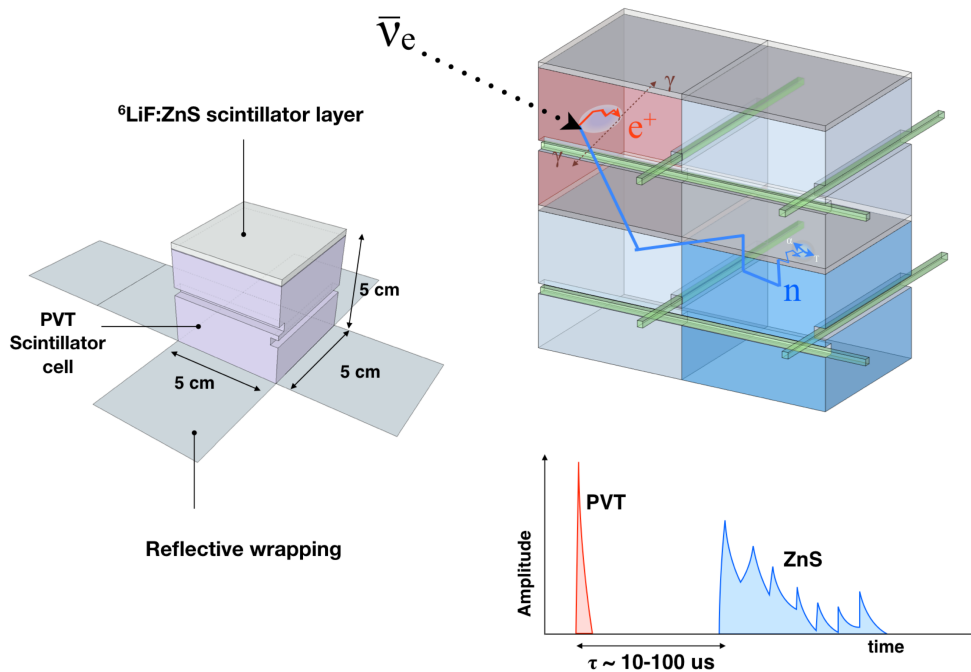 ν̅e
⁶LiF:ZnS scintillator layer
γ
e⁺
γ
5 cm
α
τ
n
PVT
Scintillator
cell
5 cm
5 cm
Reflective wrapping
PVT
ZnS
Amplitude
time
τ ~ 10-100 us